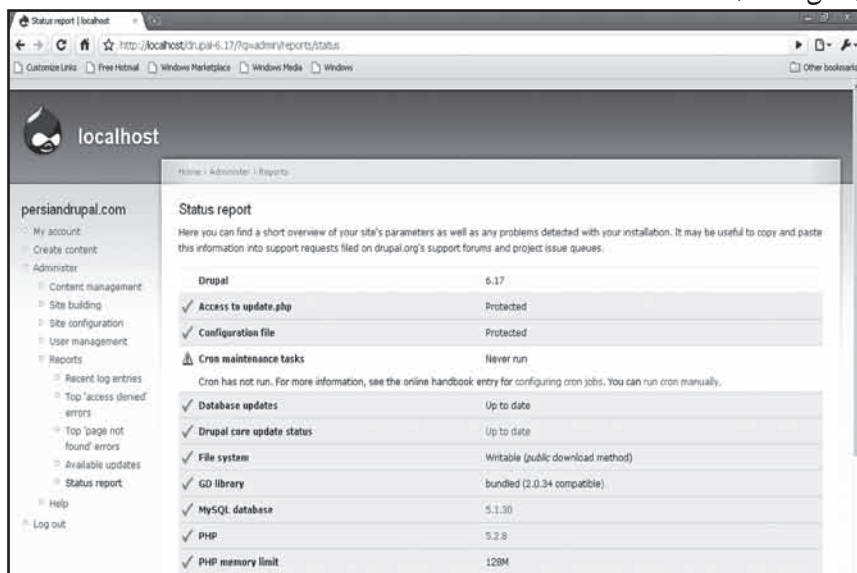 Status report | localhost
http://localhost/drupal-6.17/?q=admin/reports/status
Customize Links Free Hotmail Windows Marketplace Windows Media Windows Other bookmarks
localhost
Home › Administer › Reports
persiandrupal.com
My account
Create content
Administer
Content management
Site building
Site configuration
User management
Reports
Recent log entries
Top 'access denied'
errors
Top 'page not
found' errors
Available updates
Status report
Help
Log out
Status report
Here you can find a short overview of your site's parameters as well as any problems detected with your installation. It may be useful to copy and paste
this information into support requests filed on drupal.org's support forums and project issue queues.
Drupal 6.17
Access to update.php Protected
Configuration file Protected
Cron maintenance tasks Never run
Cron has not run. For more information, see the online handbook entry for configuring cron jobs. You can run cron manually.
Database updates Up to date
Drupal core update status Up to date
File system Writable (public download method)
GD library bundled (2.0.34 compatible)
MySQL database 5.1.30
PHP 5.2.8
PHP memory limit 128M